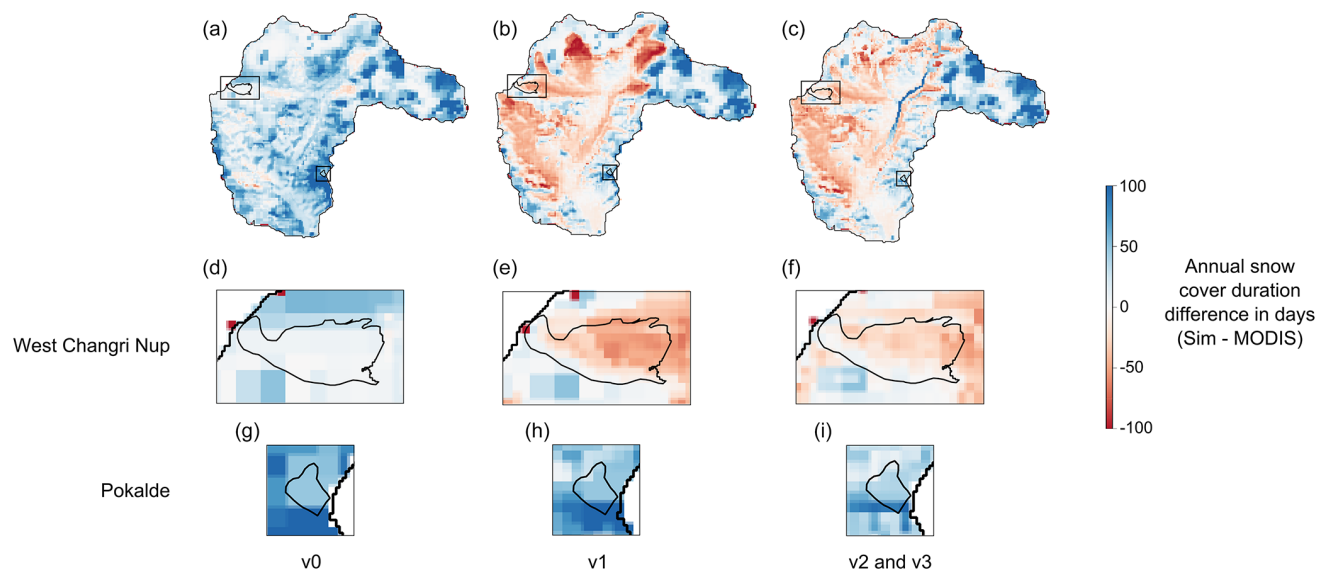 (a)
(b)
(c)
(d)
(e)
(f)
West Changri Nup
(g)
(h)
(i)
Pokalde
v0
v1
v2 and v3
100
50
0
-50
-100
Annual snow
cover duration
difference in days
(Sim - MODIS)